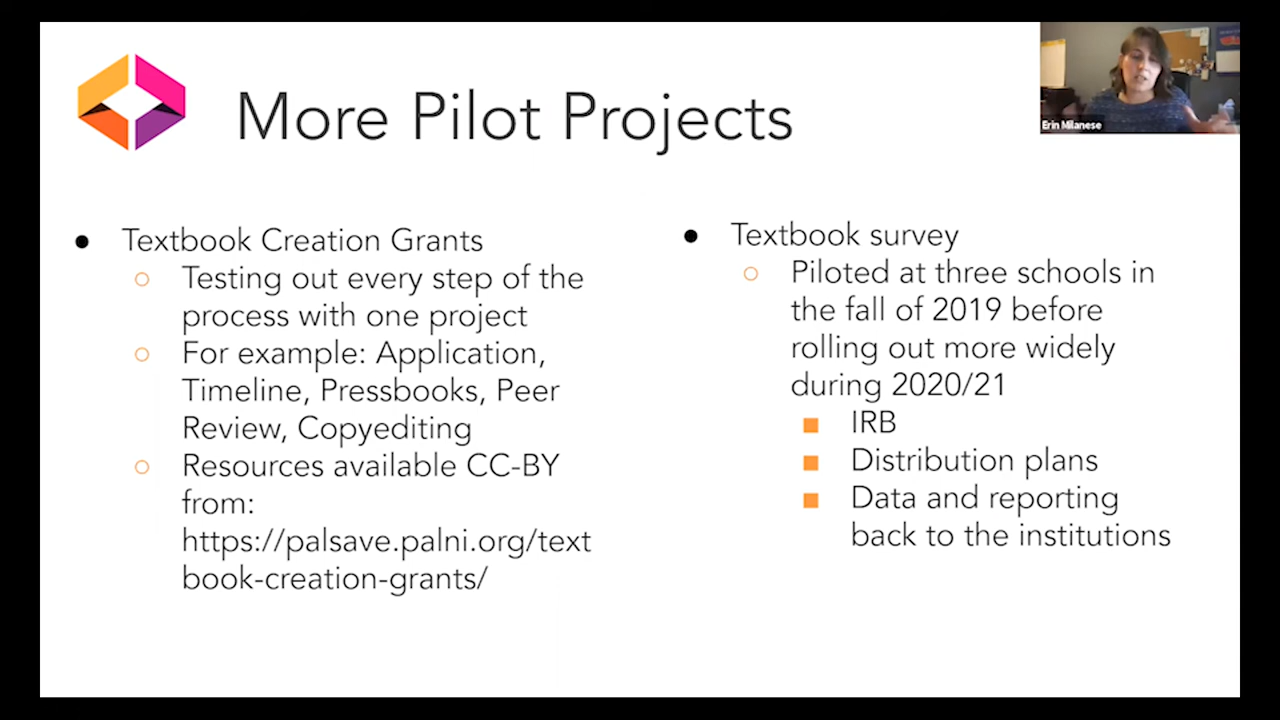 More Pilot Projects
Erin Milanese
● Textbook Creation Grants
○ Testing out every step of the
process with one project
○ For example: Application,
Timeline, Pressbooks, Peer
Review, Copyediting
○ Resources available CC-BY
from:
https://palsave.palni.org/text
book-creation-grants/
● Textbook survey
○ Piloted at three schools in
the fall of 2019 before
rolling out more widely
during 2020/21
■ IRB
■ Distribution plans
■ Data and reporting
back to the institutions